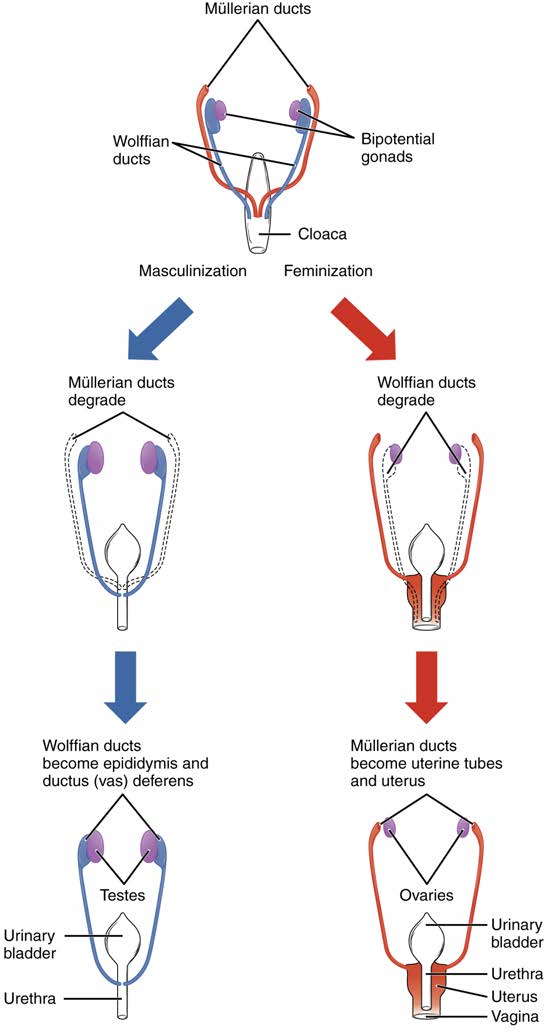 Müllerian ducts
Wolffian
ducts
Bipotential
gonads
Cloaca
Masculinization
Feminization
Müllerian ducts
degrade
Wolffian ducts
degrade
Wolffian ducts
become epididymis and
ductus (vas) deferens
Müllerian ducts
become uterine tubes
and uterus
Testes
Ovaries
Urinary
bladder
Urethra
Urinary
bladder
Urethra
Uterus
Vagina